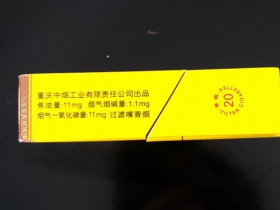 重庆中烟工业有限责任公司出品
焦油量:11mg 烟气烟碱量:1.1mg
烟气一氧化碳量:11mg 过滤嘴香烟
20
FILTER CIGARETTES